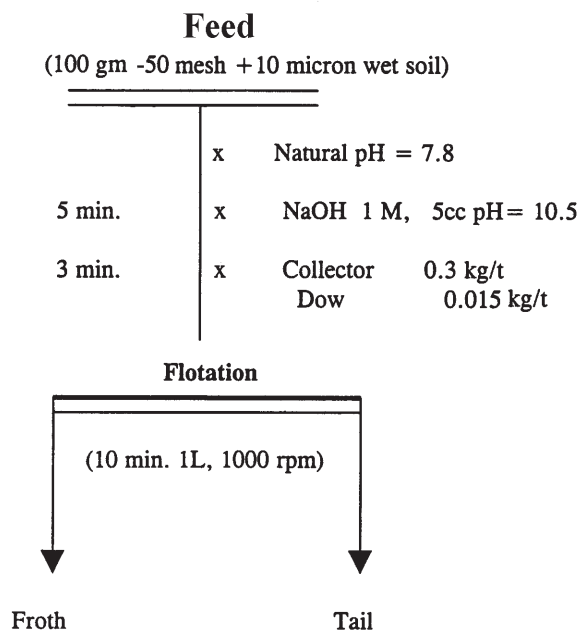 Feed
(100 gm -50 mesh +10 micron wet soil)
x Natural pH = 7.8
5 min. x NaOH 1 M, 5cc pH= 10.5
3 min. x Collector 0.3 kg/t
Dow 0.015 kg/t
Flotation
(10 min. 1L, 1000 rpm)
Froth Tail